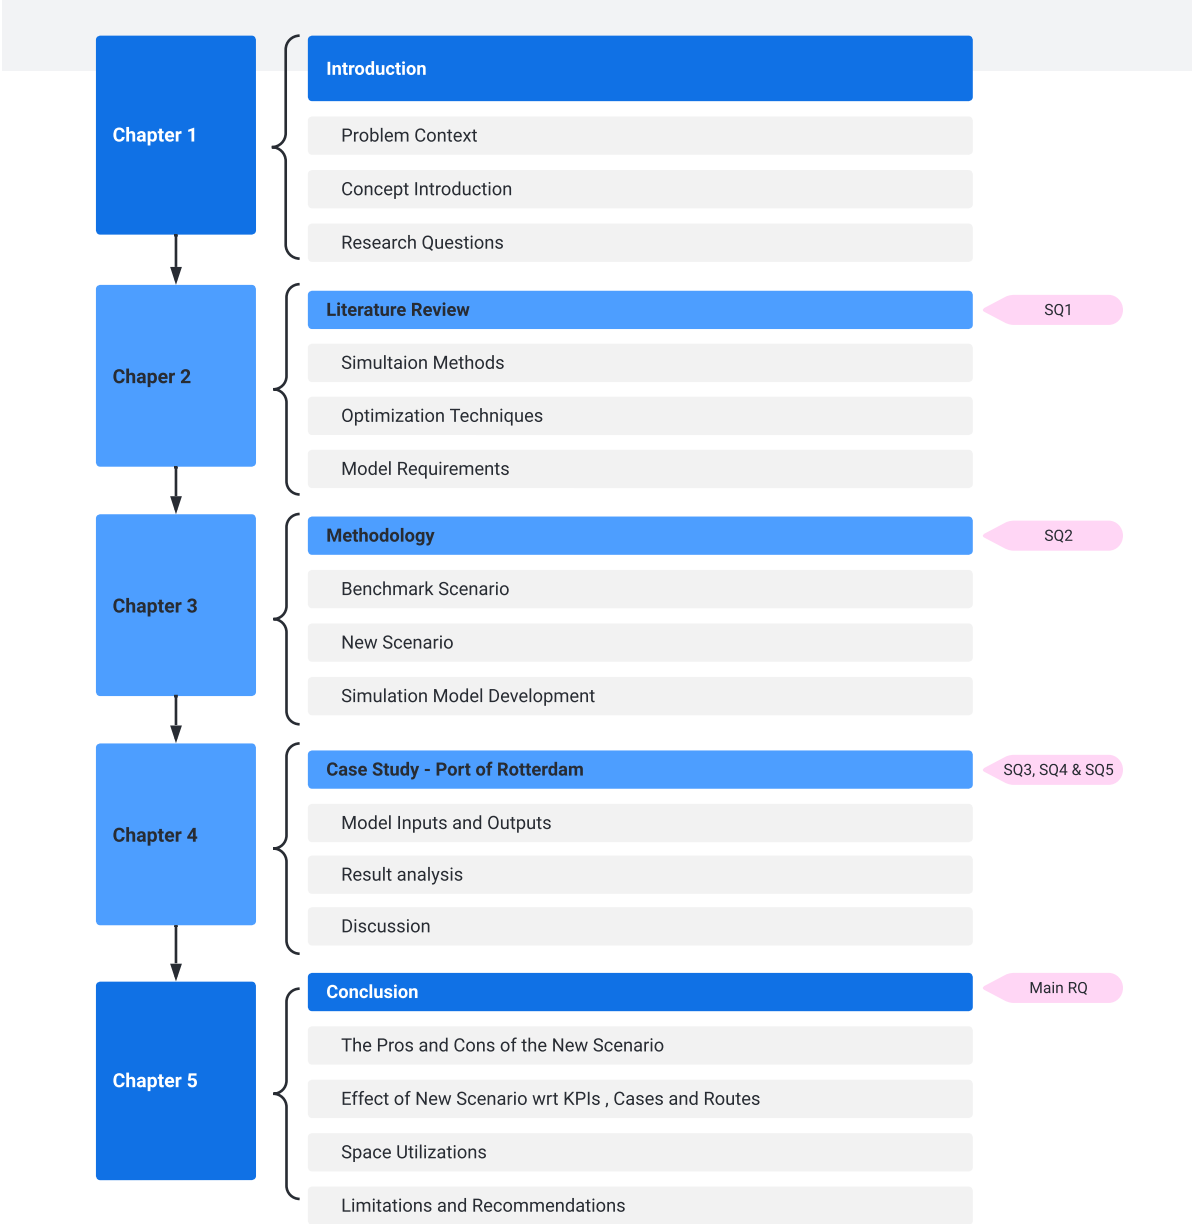 Chapter 1
Introduction
Problem Context
Concept Introduction
Research Questions
Chaper 2
Literature Review
SQ1
Simultaion Methods
Optimization Techniques
Model Requirements
Chapter 3
Methodology
SQ2
Benchmark Scenario
New Scenario
Simulation Model Development
Chapter 4
Case Study - Port of Rotterdam
SQ3, SQ4 & SQ5
Model Inputs and Outputs
Result analysis
Discussion
Chapter 5
Conclusion
Main RQ
The Pros and Cons of the New Scenario
Effect of New Scenario wrt KPIs , Cases and Routes
Space Utilizations
Limitations and Recommendations